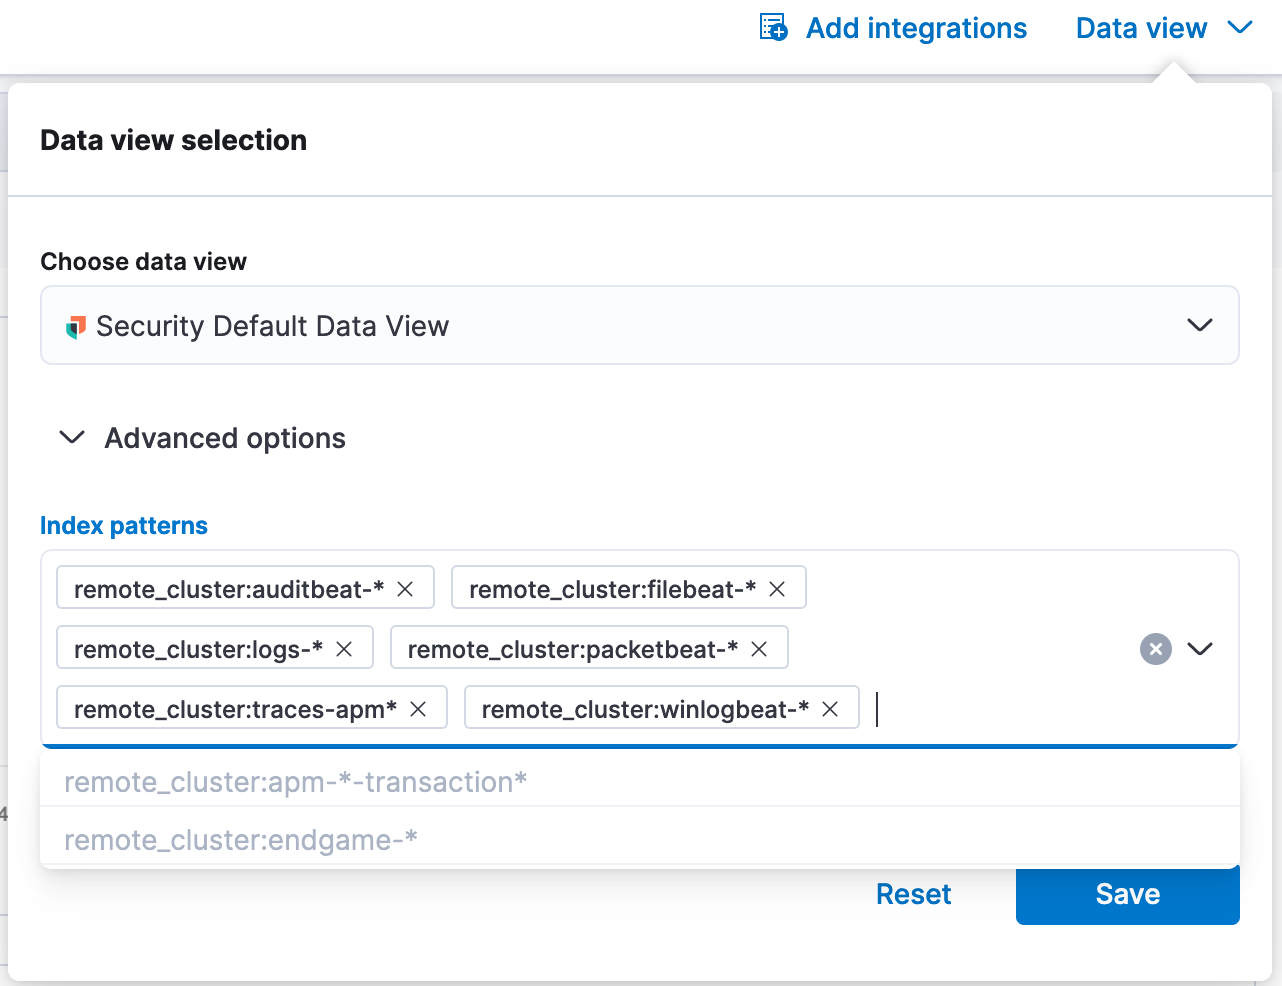 Add integrations Data view
Data view selection
Choose data view
Security Default Data View
Advanced options
Index patterns
remote_cluster:auditbeat-* remote_cluster:filebeat-*
remote_cluster:logs-* remote_cluster:packetbeat-*
remote_cluster:traces-apm* remote_cluster:winlogbeat-*
remote_cluster:apm-*-transaction*
4
remote_cluster:endgame-*
Reset Save